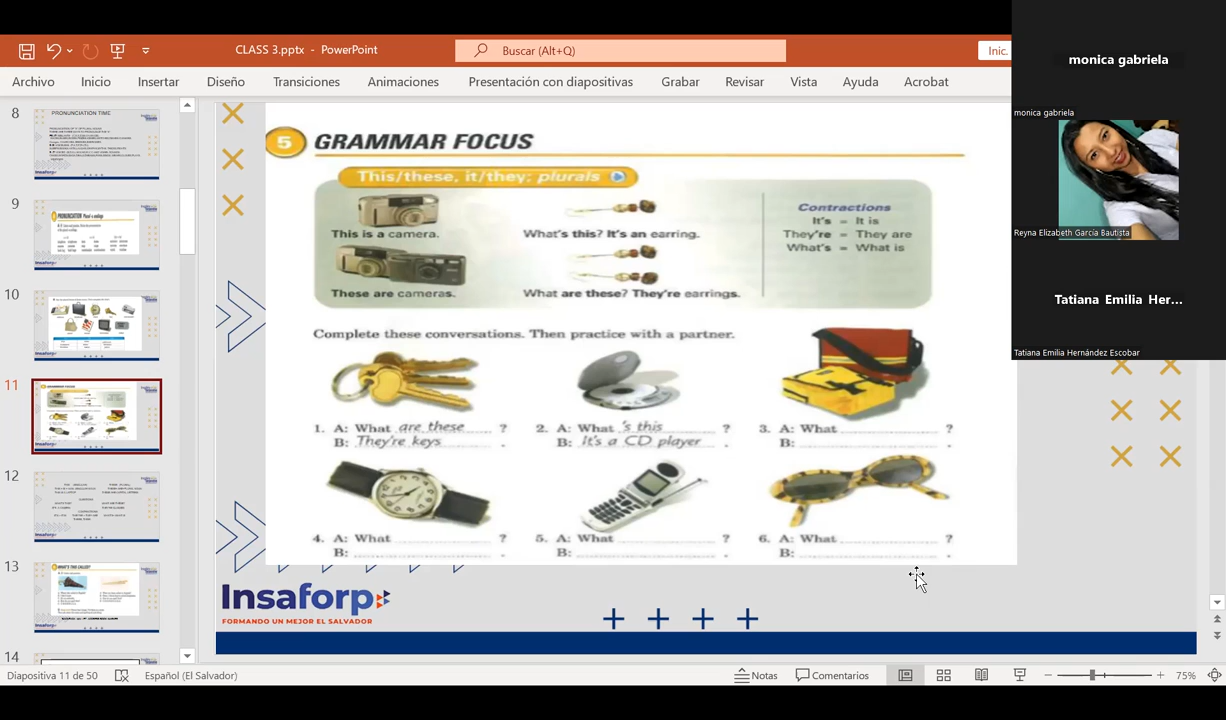 CLASS 3.pptx - PowerPoint
Buscar (Alt+Q)
Inic.
Archivo Inicio Insertar Diseño Transiciones Animaciones Presentación con diapositivas Grabar Revisar Vista Ayuda Acrobat
monica gabriela
monica gabriela
Reyna Elizabeth García Bautista
Tatiana Emilia Her...
Tatiana Emilia Hernández Escobar
8
PRONUNCIATION TIME
9
10
11
12
13
WHAT'S THIS CALLED?
14
5 GRAMMAR FOCUS
This/these, it/they; plurals
This is a camera.
What's this? It's an earring.
These are cameras.
What are these? They're earrings.
Contractions
It's = It is
They're = They are
What's = What is
Complete these conversations. Then practice with a partner.
1. A: What are these ?
B: They're keys .
2. A: What 's this ?
B: It's a CD player .
3. A: What ?
B: .
4. A: What ?
B: .
5. A: What ?
B: .
6. A: What ?
B: .
Insaforp
FORMANDO UN MEJOR EL SALVADOR
Diapositiva 11 de 50
Español (El Salvador)
Notas
Comentarios
75%